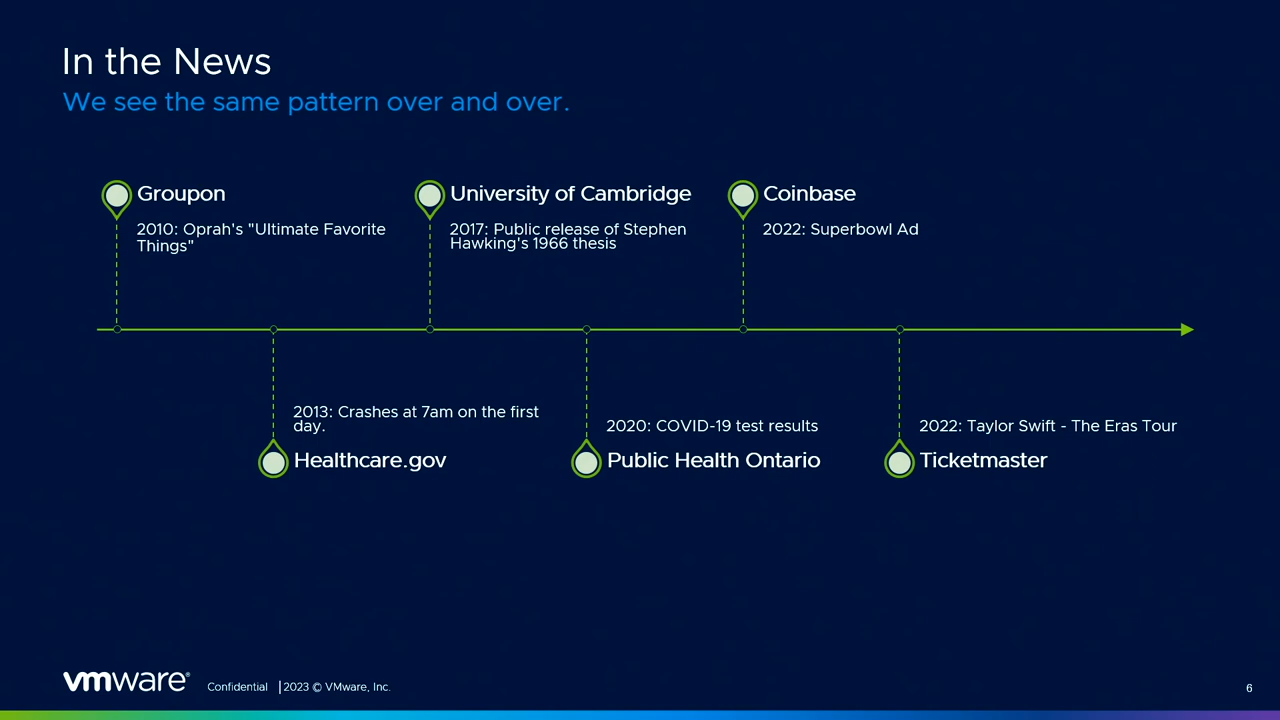 In the News
We see the same pattern over and over.
Groupon
2010: Oprah's "Ultimate Favorite
Things"
University of Cambridge
2017: Public release of Stephen
Hawking's 1966 thesis
Coinbase
2022: Superbowl Ad
2013: Crashes at 7am on the first
day.
Healthcare.gov
2020: COVID-19 test results
Public Health Ontario
2022: Taylor Swift - The Eras Tour
Ticketmaster
vmware®
Confidential | 2023 © VMware, Inc.
6